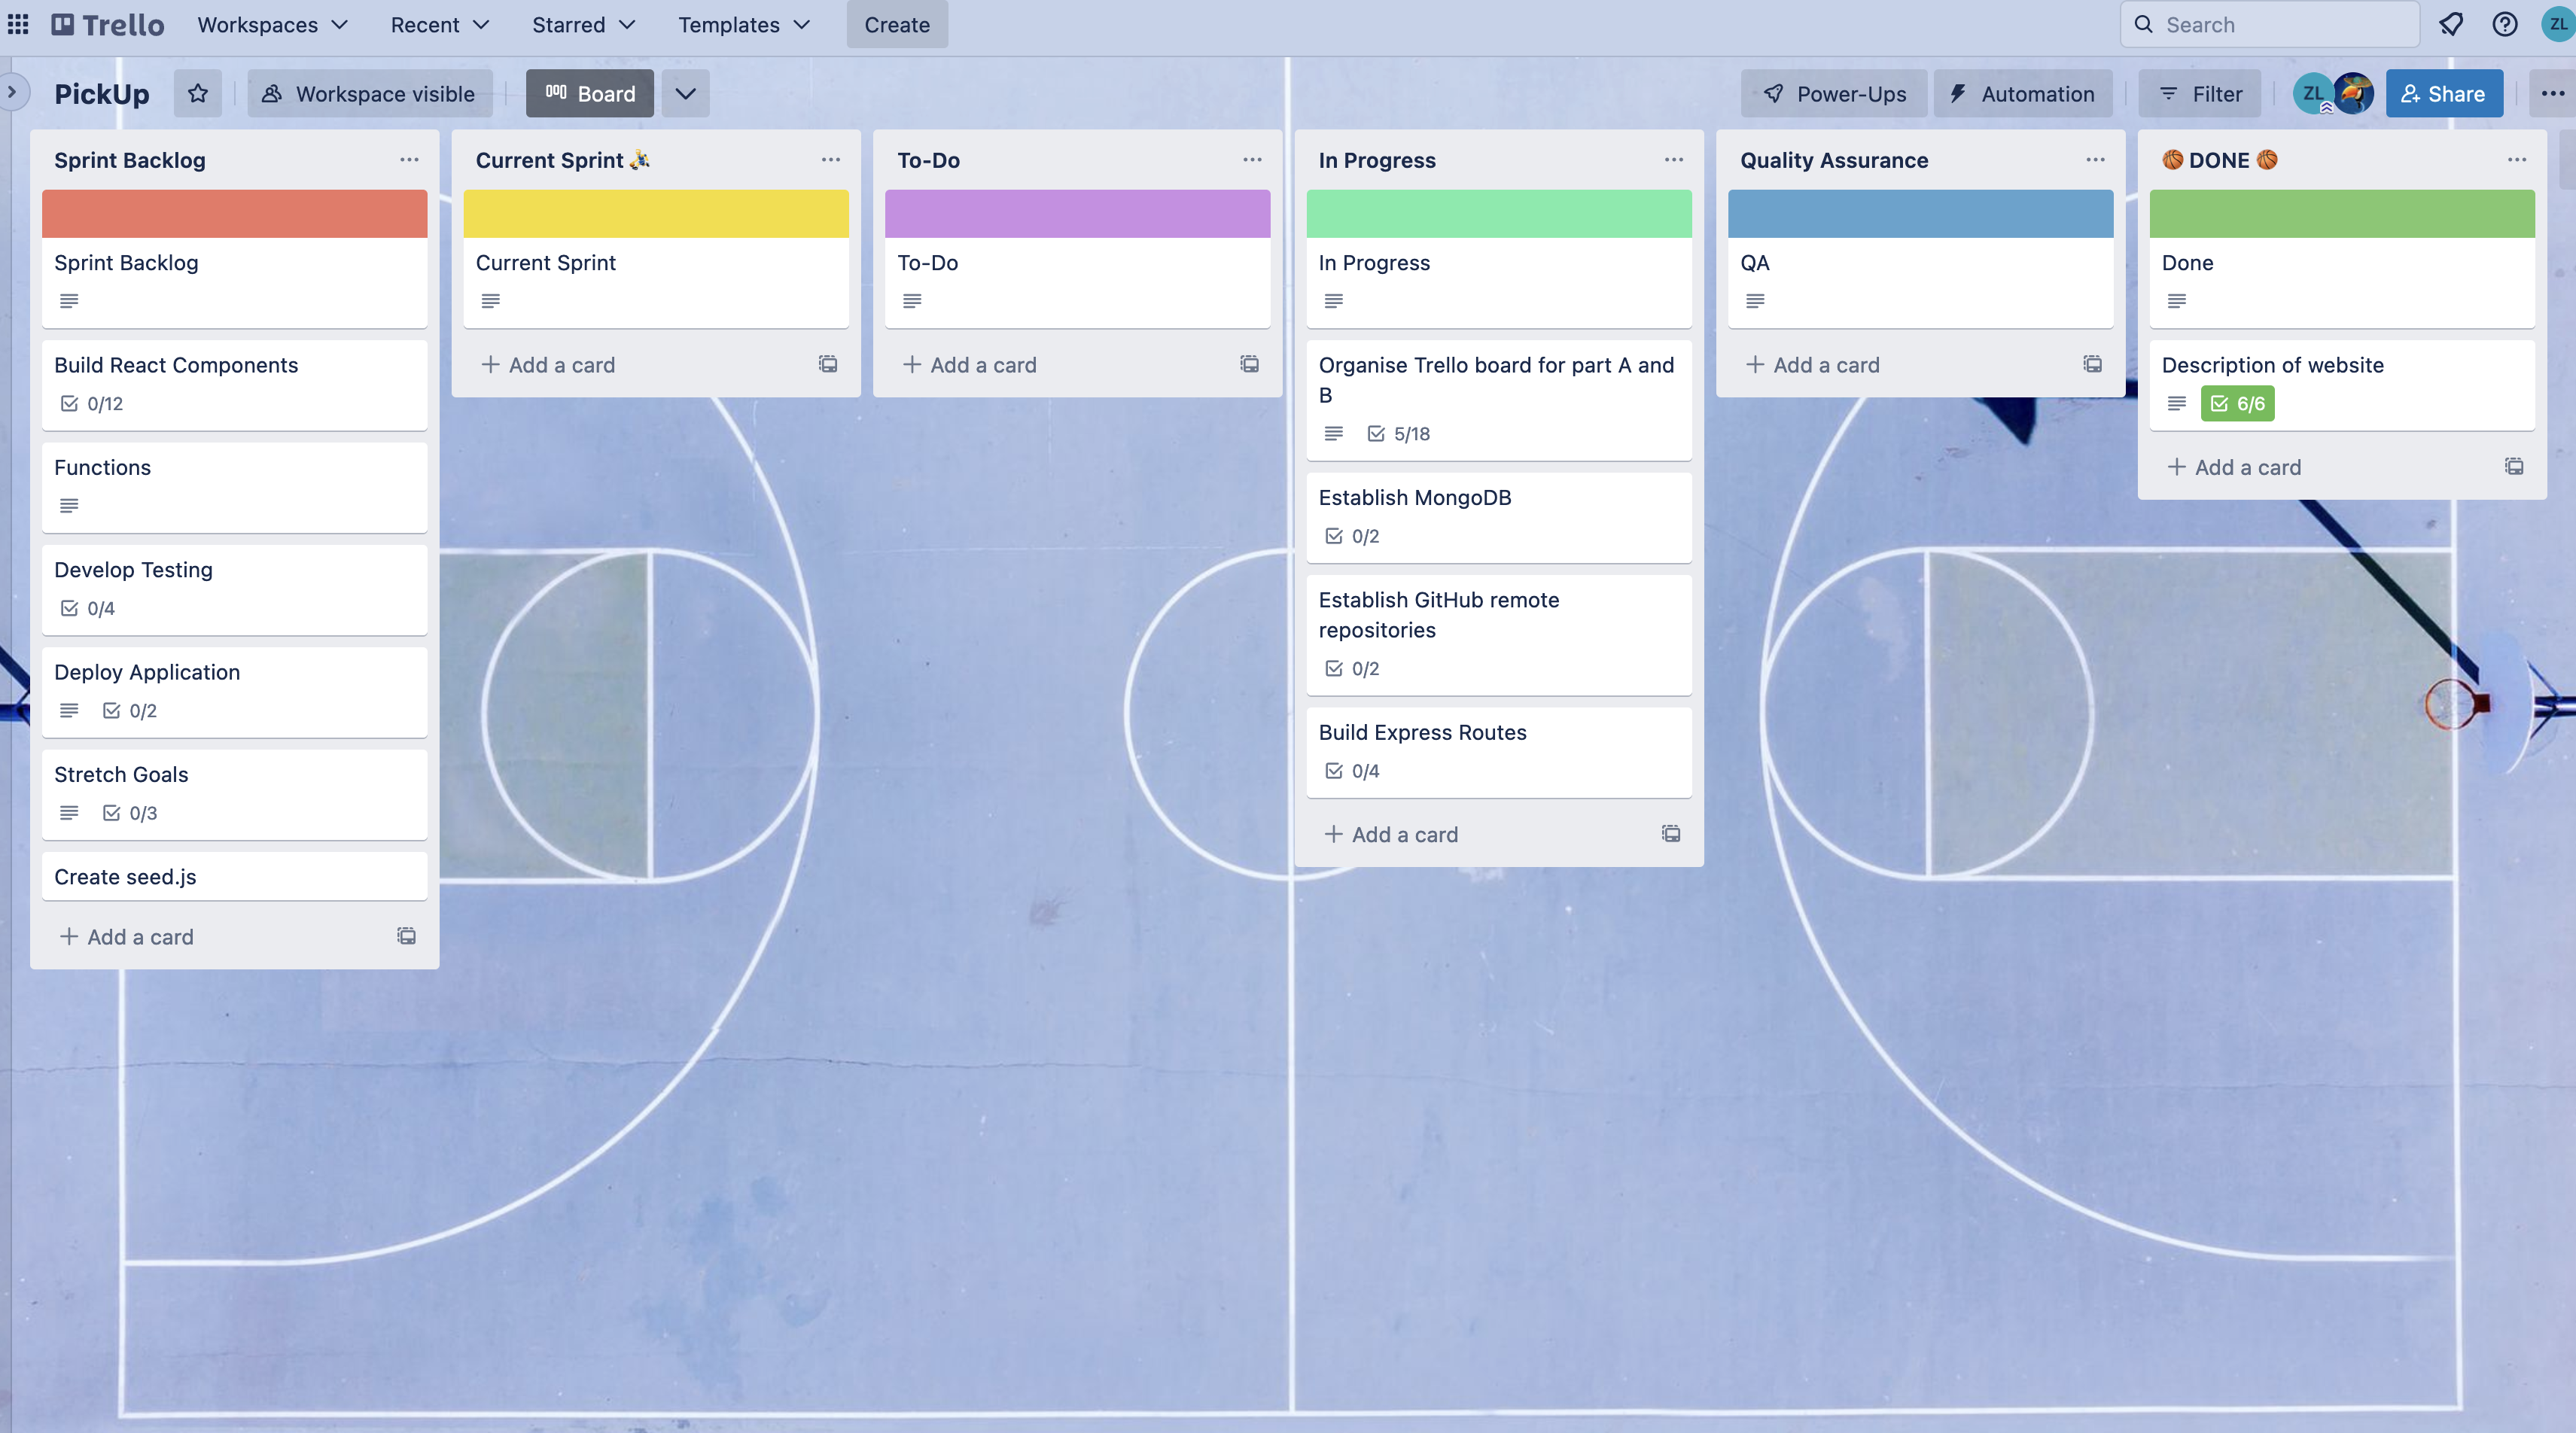 Trello Workspaces Recent Starred Templates Create Search ZL
PickUp Workspace visible Board Power-Ups Automation Filter ZL Share
Sprint Backlog
Sprint Backlog
Build React Components
0/12
Functions
Develop Testing
0/4
Deploy Application
0/2
Stretch Goals
0/3
Create seed.js
+ Add a card
Current Sprint
Current Sprint
+ Add a card
To-Do
To-Do
+ Add a card
In Progress
In Progress
Organise Trello board for part A and
B
5/18
Establish MongoDB
0/2
Establish GitHub remote
repositories
0/2
Build Express Routes
0/4
+ Add a card
Quality Assurance
QA
+ Add a card
🏀 DONE 🏀
Done
Description of website
6/6
+ Add a card